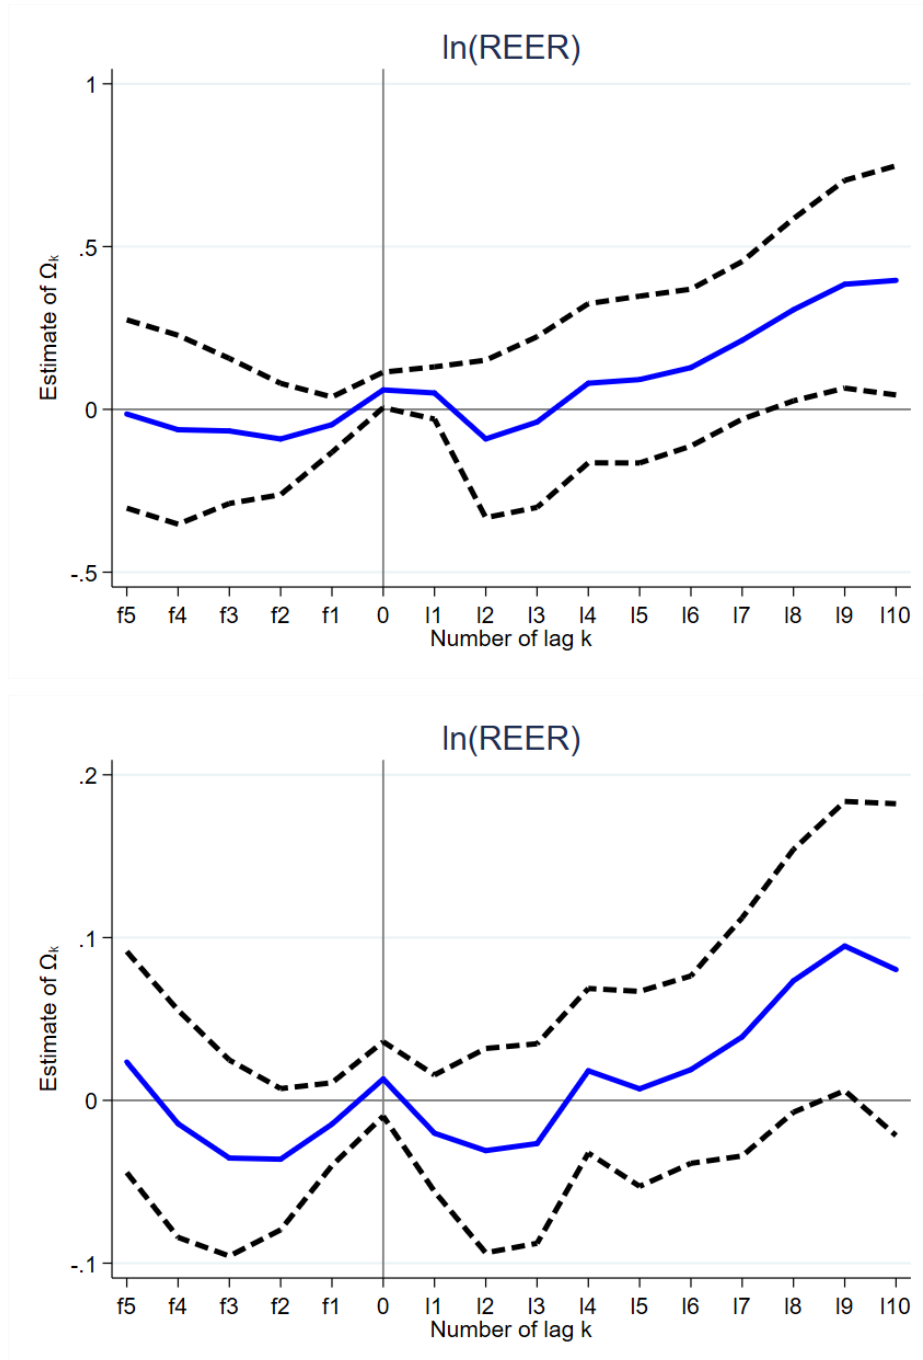 ln(REER)
1
.5
0
-.5
Estimate of Ωk
f5 f4 f3 f2 f1 0 l1 l2 l3 l4 l5 l6 l7 l8 l9 l10
Number of lag k
ln(REER)
.2
.1
0
-.1
Estimate of Ωk
f5 f4 f3 f2 f1 0 l1 l2 l3 l4 l5 l6 l7 l8 l9 l10
Number of lag k